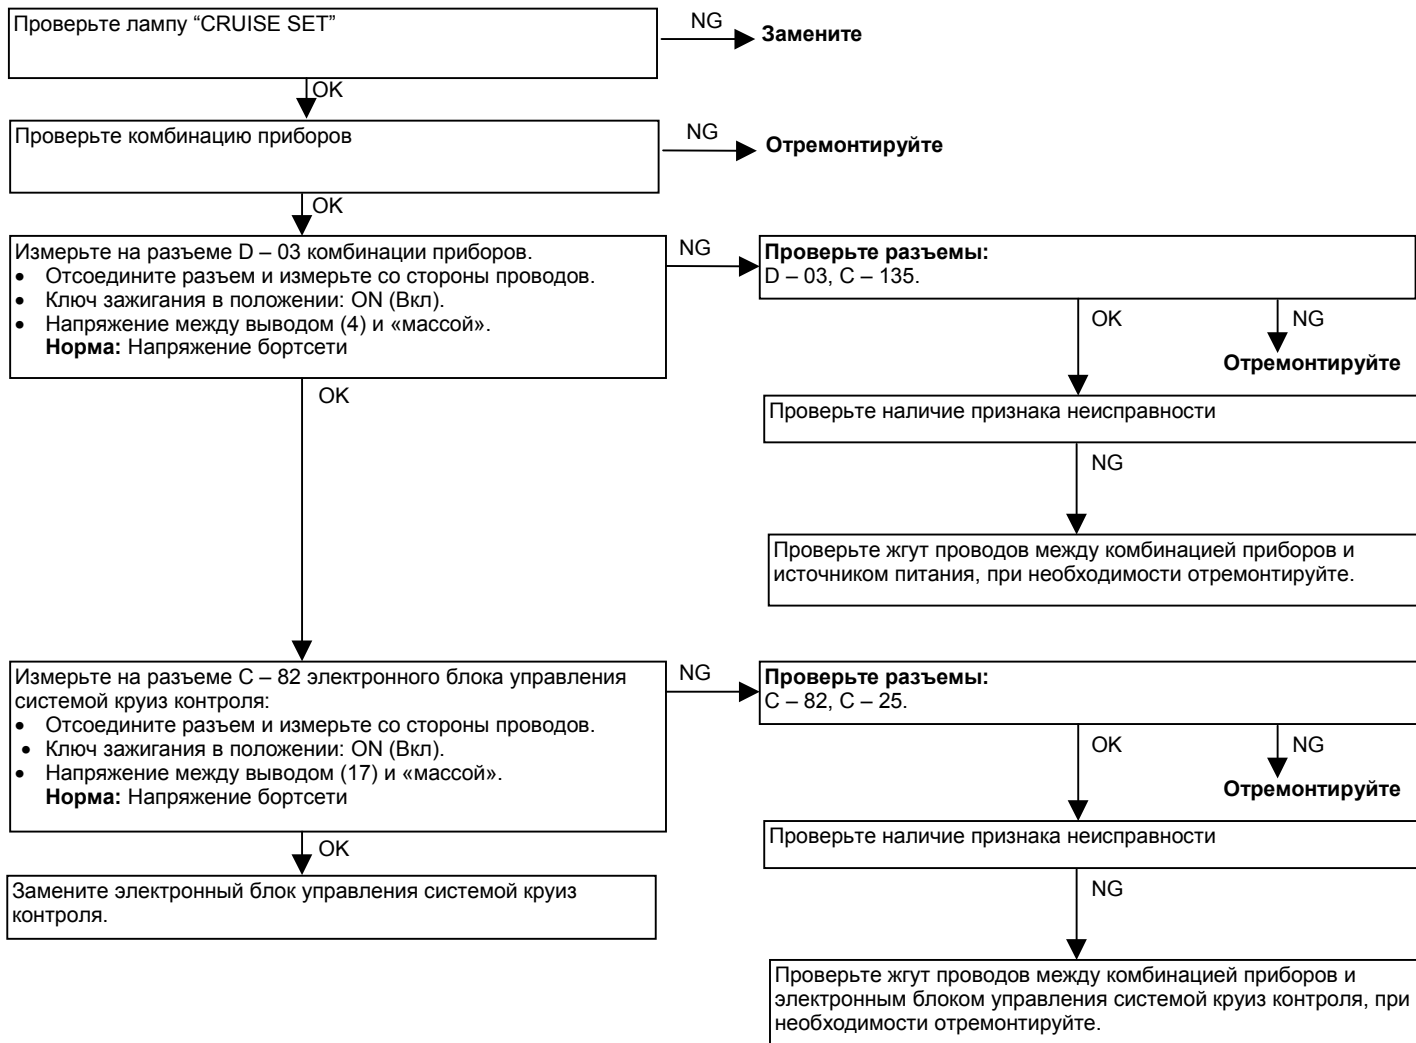 Проверьте лампу “CRUISE SET”
NG
Замените
OK
Проверьте комбинацию приборов
NG
Отремонтируйте
OK
Измерьте на разъеме D – 03 комбинации приборов.
• Отсоедините разъем и измерьте со стороны проводов.
• Ключ зажигания в положении: ON (Вкл).
• Напряжение между выводом (4) и «массой».
Норма: Напряжение бортсети
NG
Проверьте разъемы:
D – 03, C – 135.
OK
NG
Отремонтируйте
OK
Проверьте наличие признака неисправности
NG
Проверьте жгут проводов между комбинацией приборов и
источником питания, при необходимости отремонтируйте.
Измерьте на разъеме C – 82 электронного блока управления
системой круиз контроля:
• Отсоедините разъем и измерьте со стороны проводов.
• Ключ зажигания в положении: ON (Вкл).
• Напряжение между выводом (17) и «массой».
Норма: Напряжение бортсети
NG
Проверьте разъемы:
C – 82, C – 25.
OK
NG
Отремонтируйте
OK
Проверьте наличие признака неисправности
Замените электронный блок управления системой круиз
контроля.
NG
Проверьте жгут проводов между комбинацией приборов и
электронным блоком управления системой круиз контроля, при
необходимости отремонтируйте.